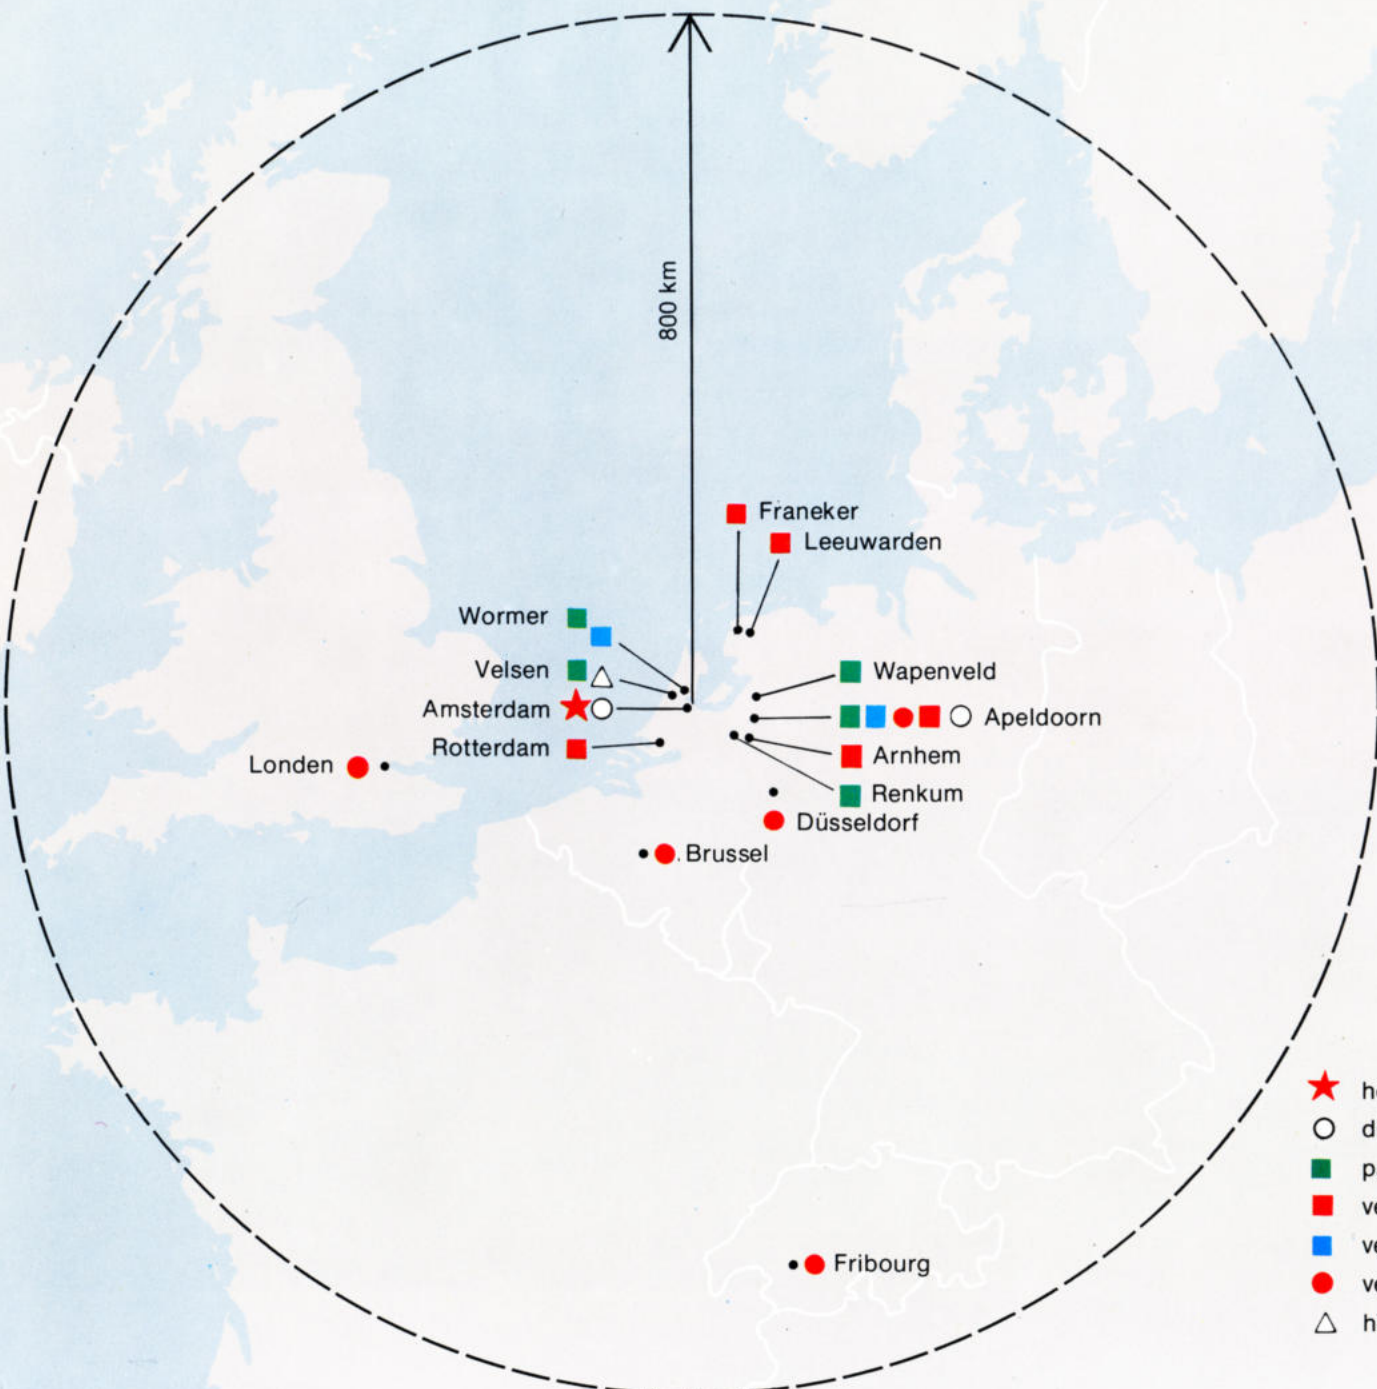 800 km
Franeker
Leeuwarden
Wormer
Velsen
Amsterdam
Rotterdam
Londen
Wapenveld
Apeldoorn
Arnhem
Renkum
Düsseldorf
Brussel
Fribourg